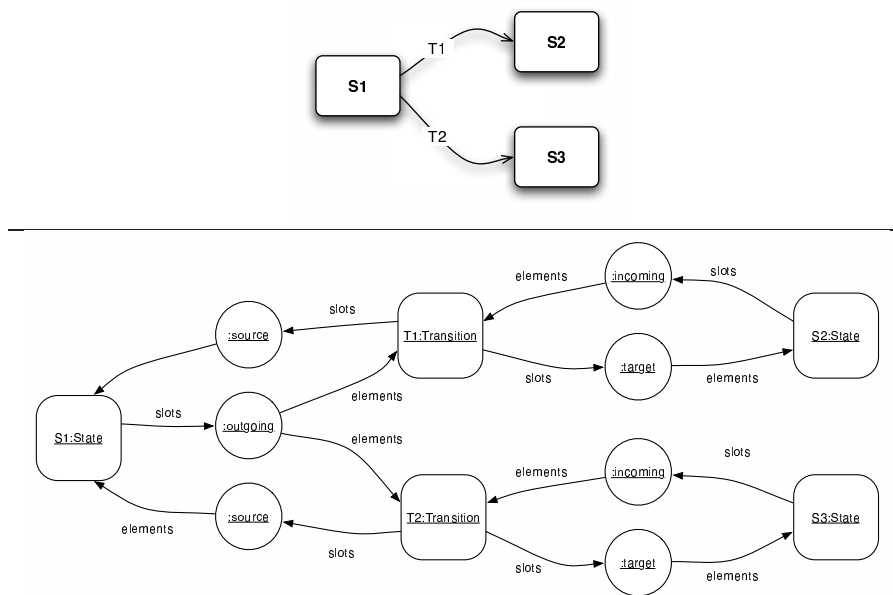 S2
T1
S1
T2
S3
:incoming
elements
slots
:source
slots
T1:Transition
S2:State
:target
slots
elements
elements
S1:State
slots
:outgoing
elements
:incoming
elements
slots
:source
elements
slots
T2:Transition
S3:State
:target
slots
elements